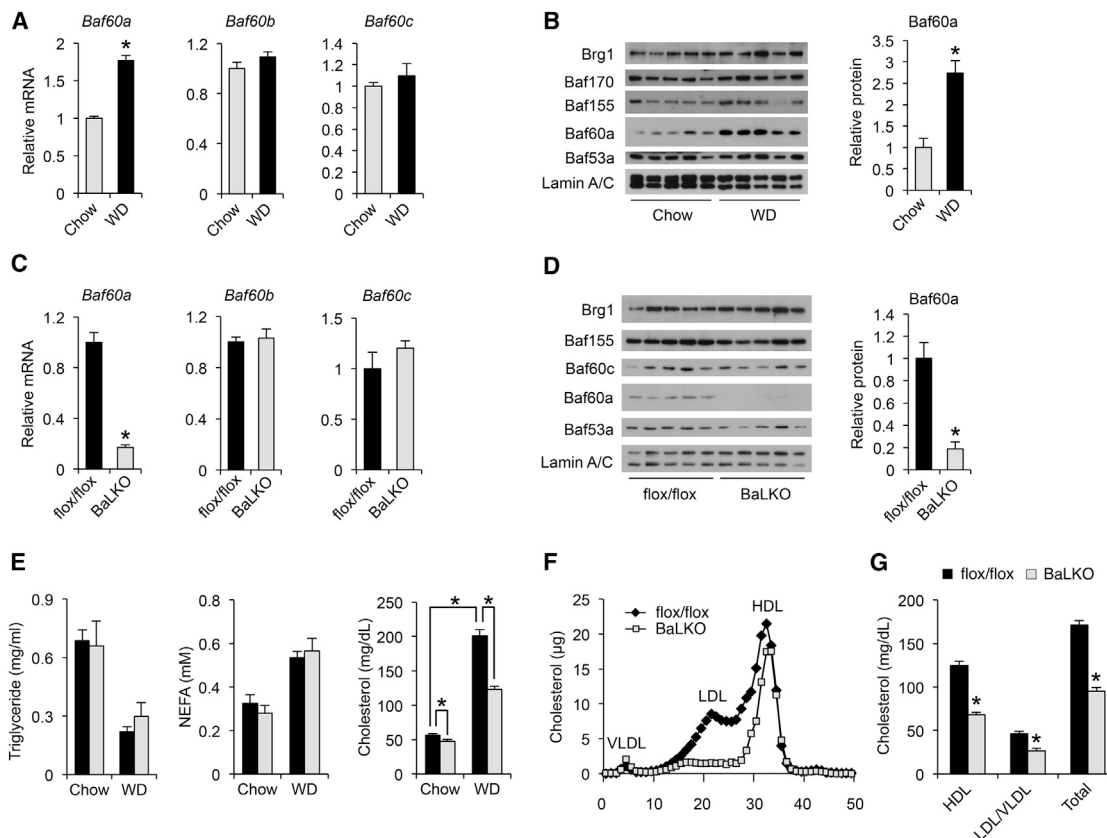 A
Baf60a
Baf60b
Baf60c
Relative mRNA
2
1.5
1
0.5
0
*
Chow
WD
1.2
0.8
0.4
0
Chow
WD
1.4
1.2
1
0.8
0.6
0.4
0.2
0
Chow
WD
B
Brg1
Baf170
Baf155
Baf60a
Baf53a
Lamin A/C
Chow
WD
Baf60a
Relative protein
3.5
3
2.5
2
1.5
1
0.5
0
*
Chow
WD
C
Baf60a
Baf60b
Baf60c
Relative mRNA
1.2
0.8
0.4
0
*
flox/flox
BaLKO
1.2
0.8
0.4
0
flox/flox
BaLKO
1.5
1
0.5
0
flox/flox
BaLKO
D
Brg1
Baf155
Baf60c
Baf60a
Baf53a
Lamin A/C
flox/flox
BaLKO
Baf60a
Relative protein
1.4
1.2
1
0.8
0.6
0.4
0.2
0
*
flox/flox
BaLKO
E
Triglyceride (mg/ml)
0.9
0.6
0.3
0
Chow
WD
NEFA (mM)
0.8
0.6
0.4
0.2
0
Chow
WD
Cholesterol (mg/dL)
250
200
150
100
50
0
*
*
*
Chow
WD
F
flox/flox
BaLKO
HDL
LDL
VLDL
Cholesterol (µg)
25
20
15
10
5
0
0 10 20 30 40 50
G
flox/flox BaLKO
Cholesterol (mg/dL)
200
150
100
50
0
*
*
*
HDL
LDL/VLDL
Total